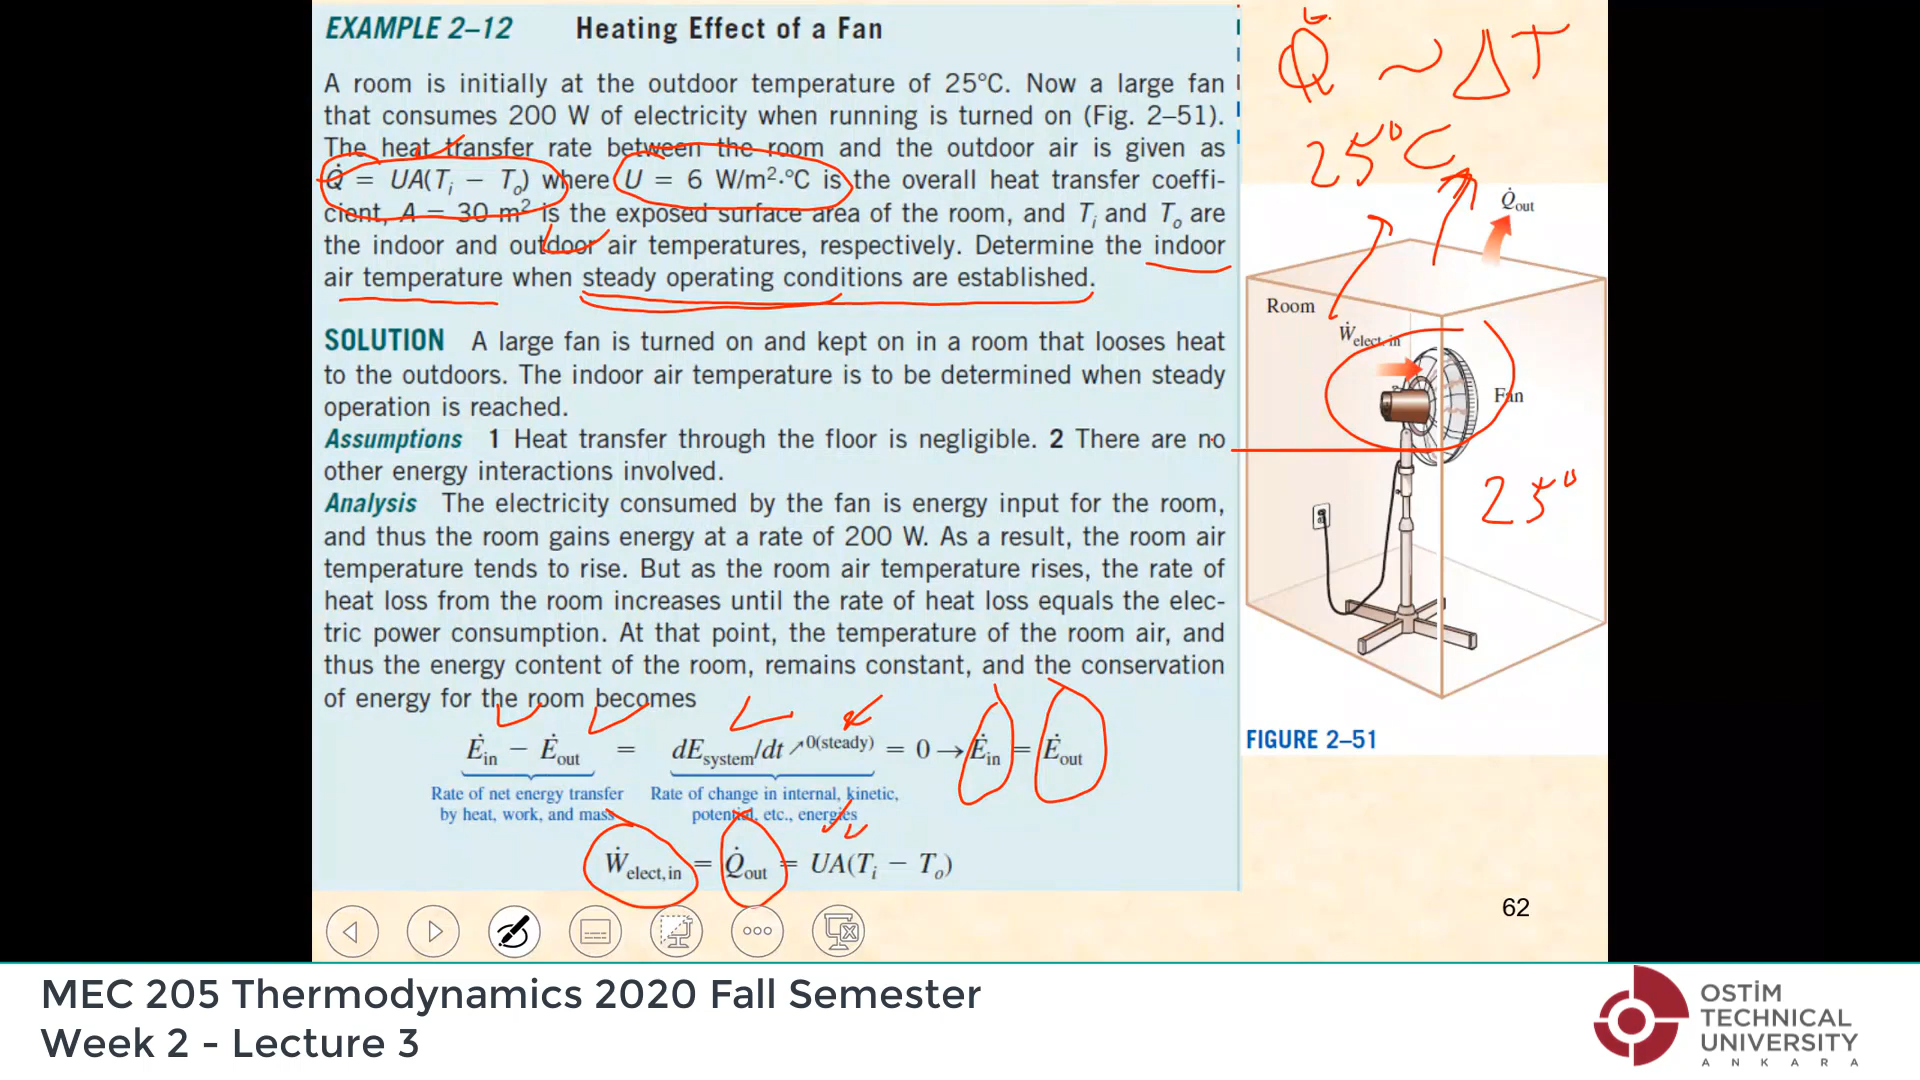 EXAMPLE 2–12 Heating Effect of a Fan
A room is initially at the outdoor temperature of 25°C. Now a large fan
that consumes 200 W of electricity when running is turned on (Fig. 2–51).
The heat transfer rate between the room and the outdoor air is given as
Q̇ = UA(Tᵢ − Tₒ) where U = 6 W/m²·°C is the overall heat transfer coeffi-
cient, A = 30 m² is the exposed surface area of the room, and Tᵢ and Tₒ are
the indoor and outdoor air temperatures, respectively. Determine the indoor
air temperature when steady operating conditions are established.
SOLUTION A large fan is turned on and kept on in a room that looses heat
to the outdoors. The indoor air temperature is to be determined when steady
operation is reached.
Assumptions 1 Heat transfer through the floor is negligible. 2 There are no
other energy interactions involved.
Analysis The electricity consumed by the fan is energy input for the room,
and thus the room gains energy at a rate of 200 W. As a result, the room air
temperature tends to rise. But as the room air temperature rises, the rate of
heat loss from the room increases until the rate of heat loss equals the elec-
tric power consumption. At that point, the temperature of the room air, and
thus the energy content of the room, remains constant, and the conservation
of energy for the room becomes
Ėin − Ėout = dEsystem/dt ↗0(steady) = 0 → Ėin = Ėout
Rate of net energy transfer
by heat, work, and mass
Rate of change in internal, kinetic,
potential, etc., energies
Ẇelect,in = Q̇out = UA(Tᵢ − Tₒ)
Q̇ ~ ΔT
25°C
Q̇out
Room
Ẇelect,in
Fan
25°
FIGURE 2–51
62
MEC 205 Thermodynamics 2020 Fall Semester
Week 2 - Lecture 3
OSTİM
TECHNICAL
UNIVERSITY
ANKARA